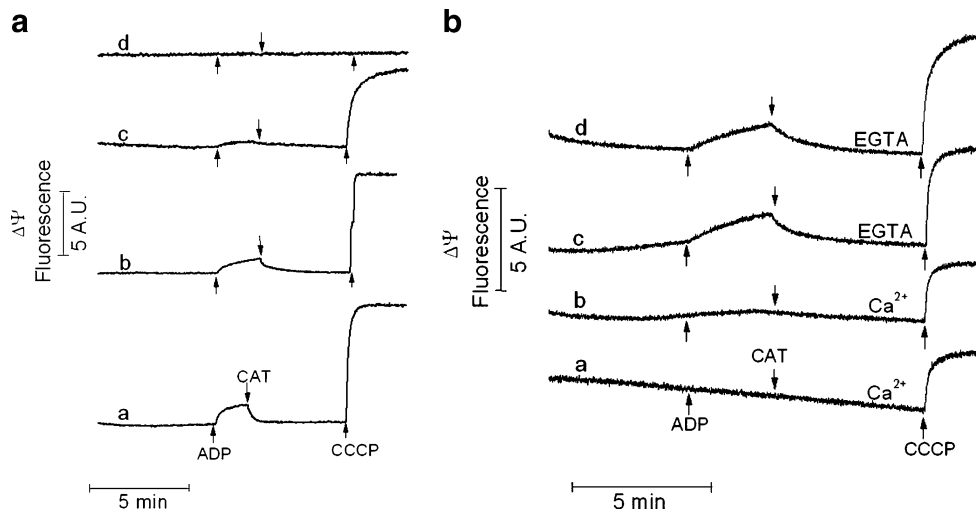 a
d
c
b
a
ΔΨ
Fluorescence
5 A.U.
CAT
ADP
CCCP
5 min
b
d
EGTA
c
EGTA
b
Ca²⁺
a
Ca²⁺
ΔΨ
Fluorescence
5 A.U.
CAT
ADP
CCCP
5 min